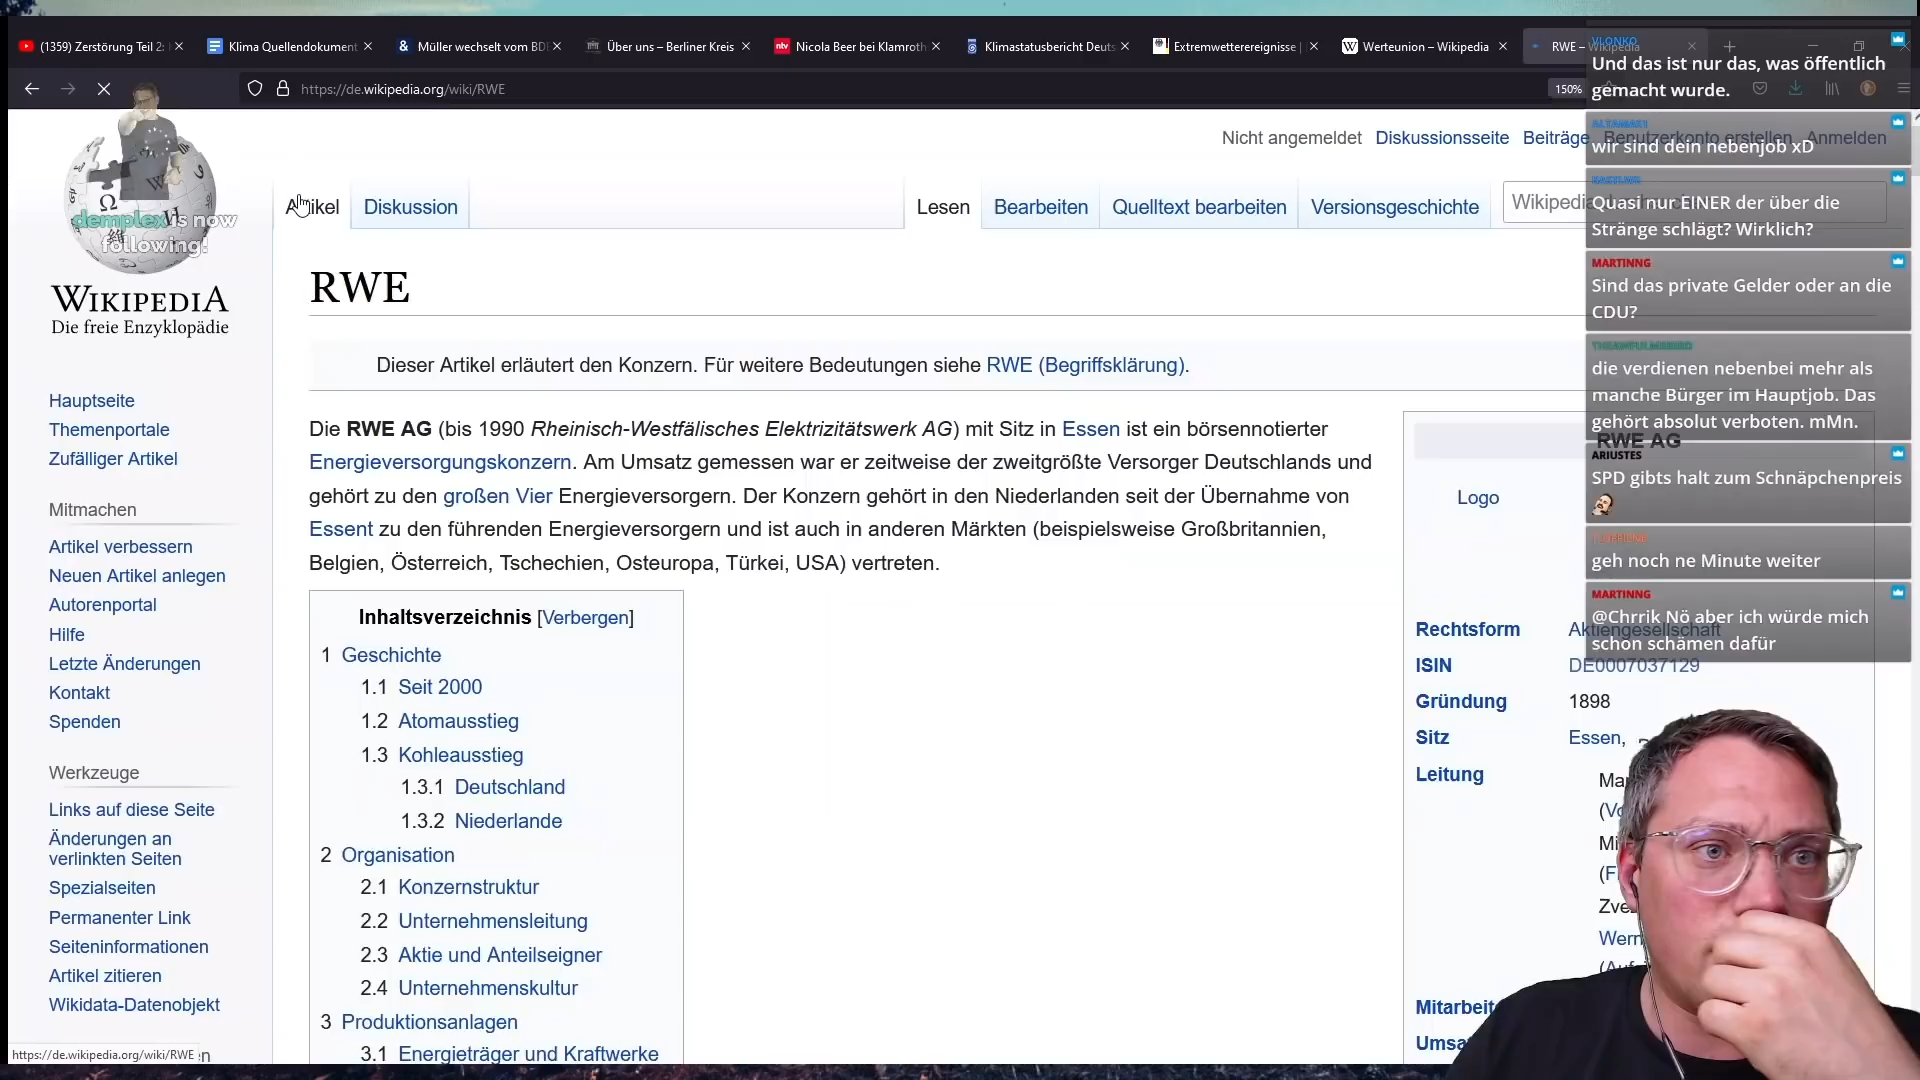 (1359) Zerstörung Teil 2:
Klima Quellendokument
Müller wechselt vom BDE
Über uns – Berliner Kreis
Nicola Beer bei Klamroth
Klimastatusbericht Deuts
Extremwetterereignisse |
Werteunion – Wikipedia
RWE – Wikipedia
https://de.wikipedia.org/wiki/RWE
150%
Nicht angemeldet Diskussionsseite Beiträge Benutzerkonto erstellen Anmelden
Artikel Diskussion
Lesen Bearbeiten Quelltext bearbeiten Versionsgeschichte
Wikipedia
demplex is now
following!
WIKIPEDIA
Die freie Enzyklopädie
Hauptseite
Themenportale
Zufälliger Artikel
Mitmachen
Artikel verbessern
Neuen Artikel anlegen
Autorenportal
Hilfe
Letzte Änderungen
Kontakt
Spenden
Werkzeuge
Links auf diese Seite
Änderungen an
verlinkten Seiten
Spezialseiten
Permanenter Link
Seiteninformationen
Artikel zitieren
Wikidata-Datenobjekt
https://de.wikipedia.org/wiki/RWE
RWE
Dieser Artikel erläutert den Konzern. Für weitere Bedeutungen siehe RWE (Begriffsklärung).
Die RWE AG (bis 1990 Rheinisch-Westfälisches Elektrizitätswerk AG) mit Sitz in Essen ist ein börsennotierter
Energieversorgungskonzern. Am Umsatz gemessen war er zeitweise der zweitgrößte Versorger Deutschlands und
gehört zu den großen Vier Energieversorgern. Der Konzern gehört in den Niederlanden seit der Übernahme von
Essent zu den führenden Energieversorgern und ist auch in anderen Märkten (beispielsweise Großbritannien,
Belgien, Österreich, Tschechien, Osteuropa, Türkei, USA) vertreten.
Inhaltsverzeichnis [Verbergen]
1 Geschichte
1.1 Seit 2000
1.2 Atomausstieg
1.3 Kohleausstieg
1.3.1 Deutschland
1.3.2 Niederlande
2 Organisation
2.1 Konzernstruktur
2.2 Unternehmensleitung
2.3 Aktie und Anteilseigner
2.4 Unternehmenskultur
3 Produktionsanlagen
3.1 Energieträger und Kraftwerke
RWE AG
Logo
Rechtsform Aktiengesellschaft
ISIN DE0007037129
Gründung 1898
Sitz Essen,
Leitung
Mitarbeit
Umsa
VLONKO
Und das ist nur das, was öffentlich
gemacht wurde.
wir sind dein nebenjob xD
Quasi nur EINER der über die
Stränge schlägt? Wirklich?
MARTINNG
Sind das private Gelder oder an die
CDU?
die verdienen nebenbei mehr als
manche Bürger im Hauptjob. Das
gehört absolut verboten. mMn.
ARIUSTES
SPD gibts halt zum Schnäpchenpreis
geh noch ne Minute weiter
MARTINNG
@Chrrik Nö aber ich würde mich
schon schämen dafür